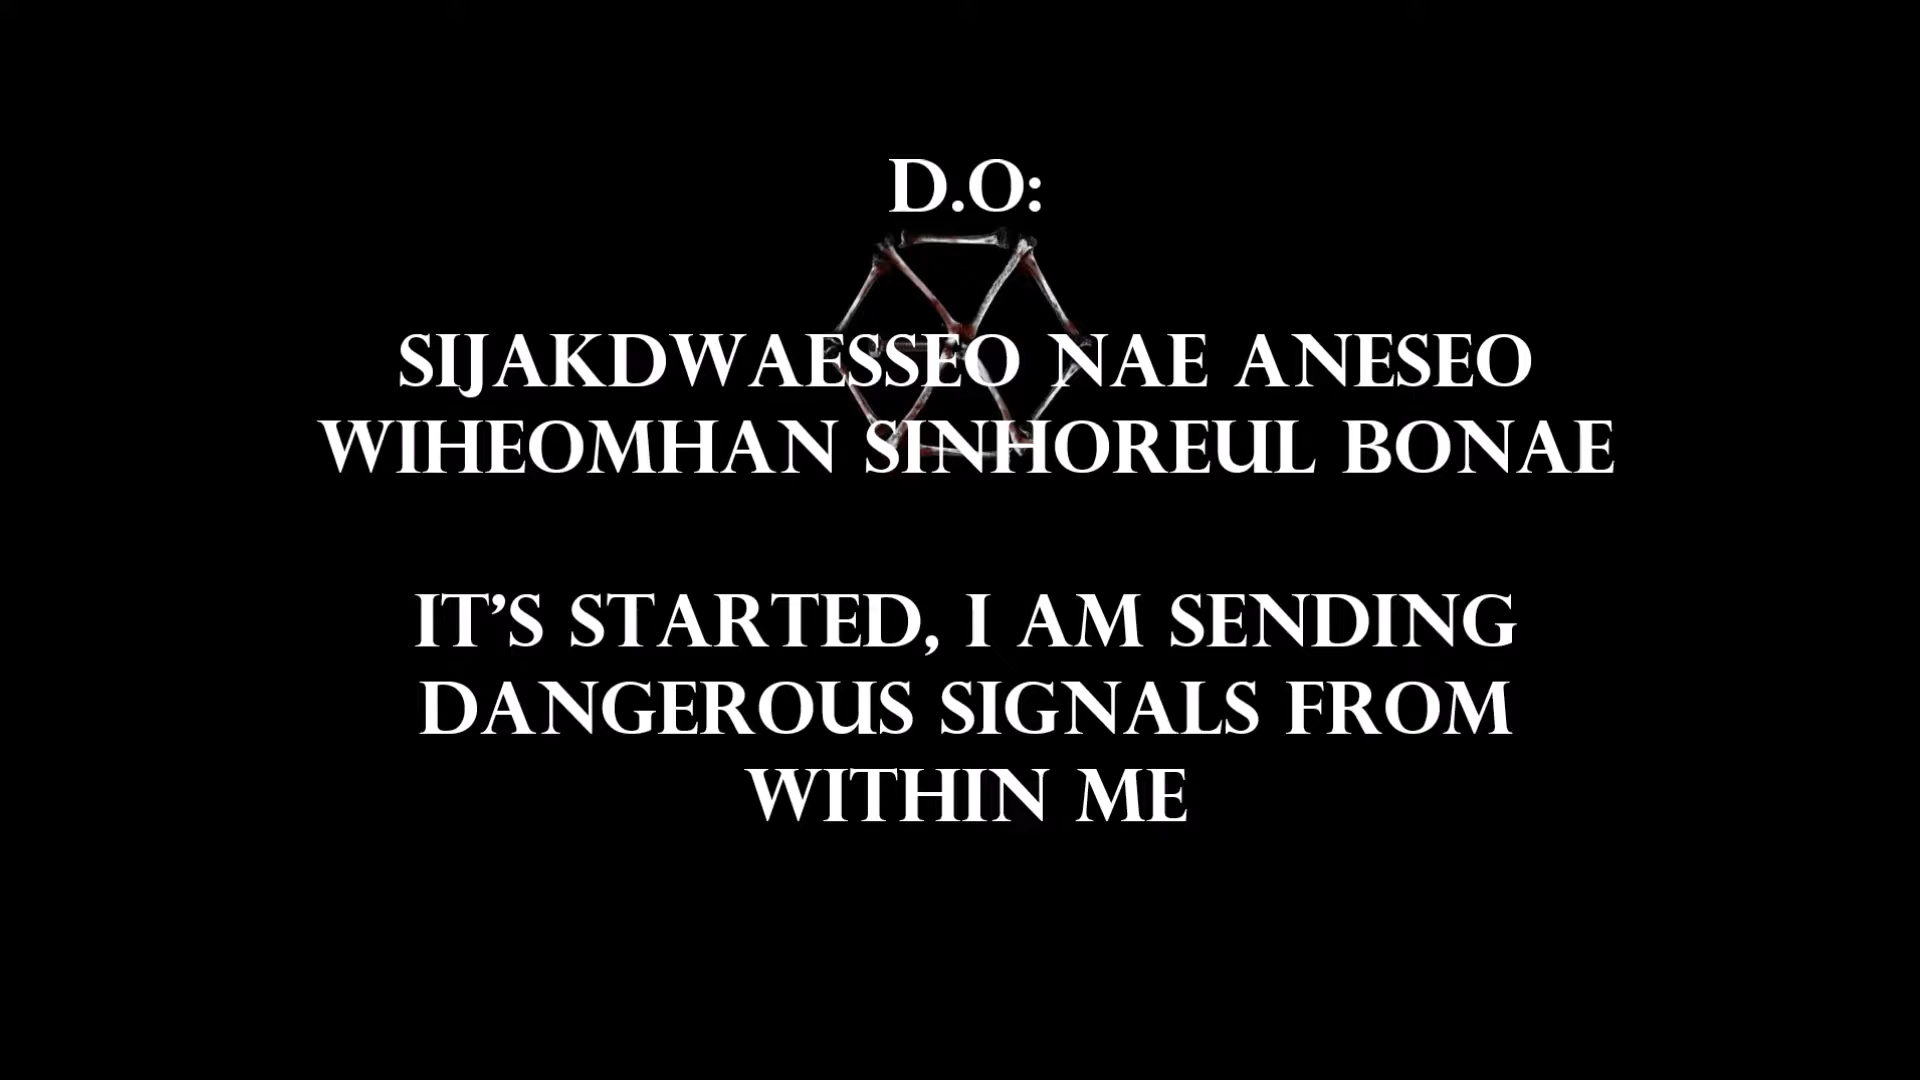 D.O:
SIJAKDWAESSEO NAE ANESEO
WIHEOMHAN SINHOREUL BONAE
IT'S STARTED, I AM SENDING
DANGEROUS SIGNALS FROM
WITHIN ME